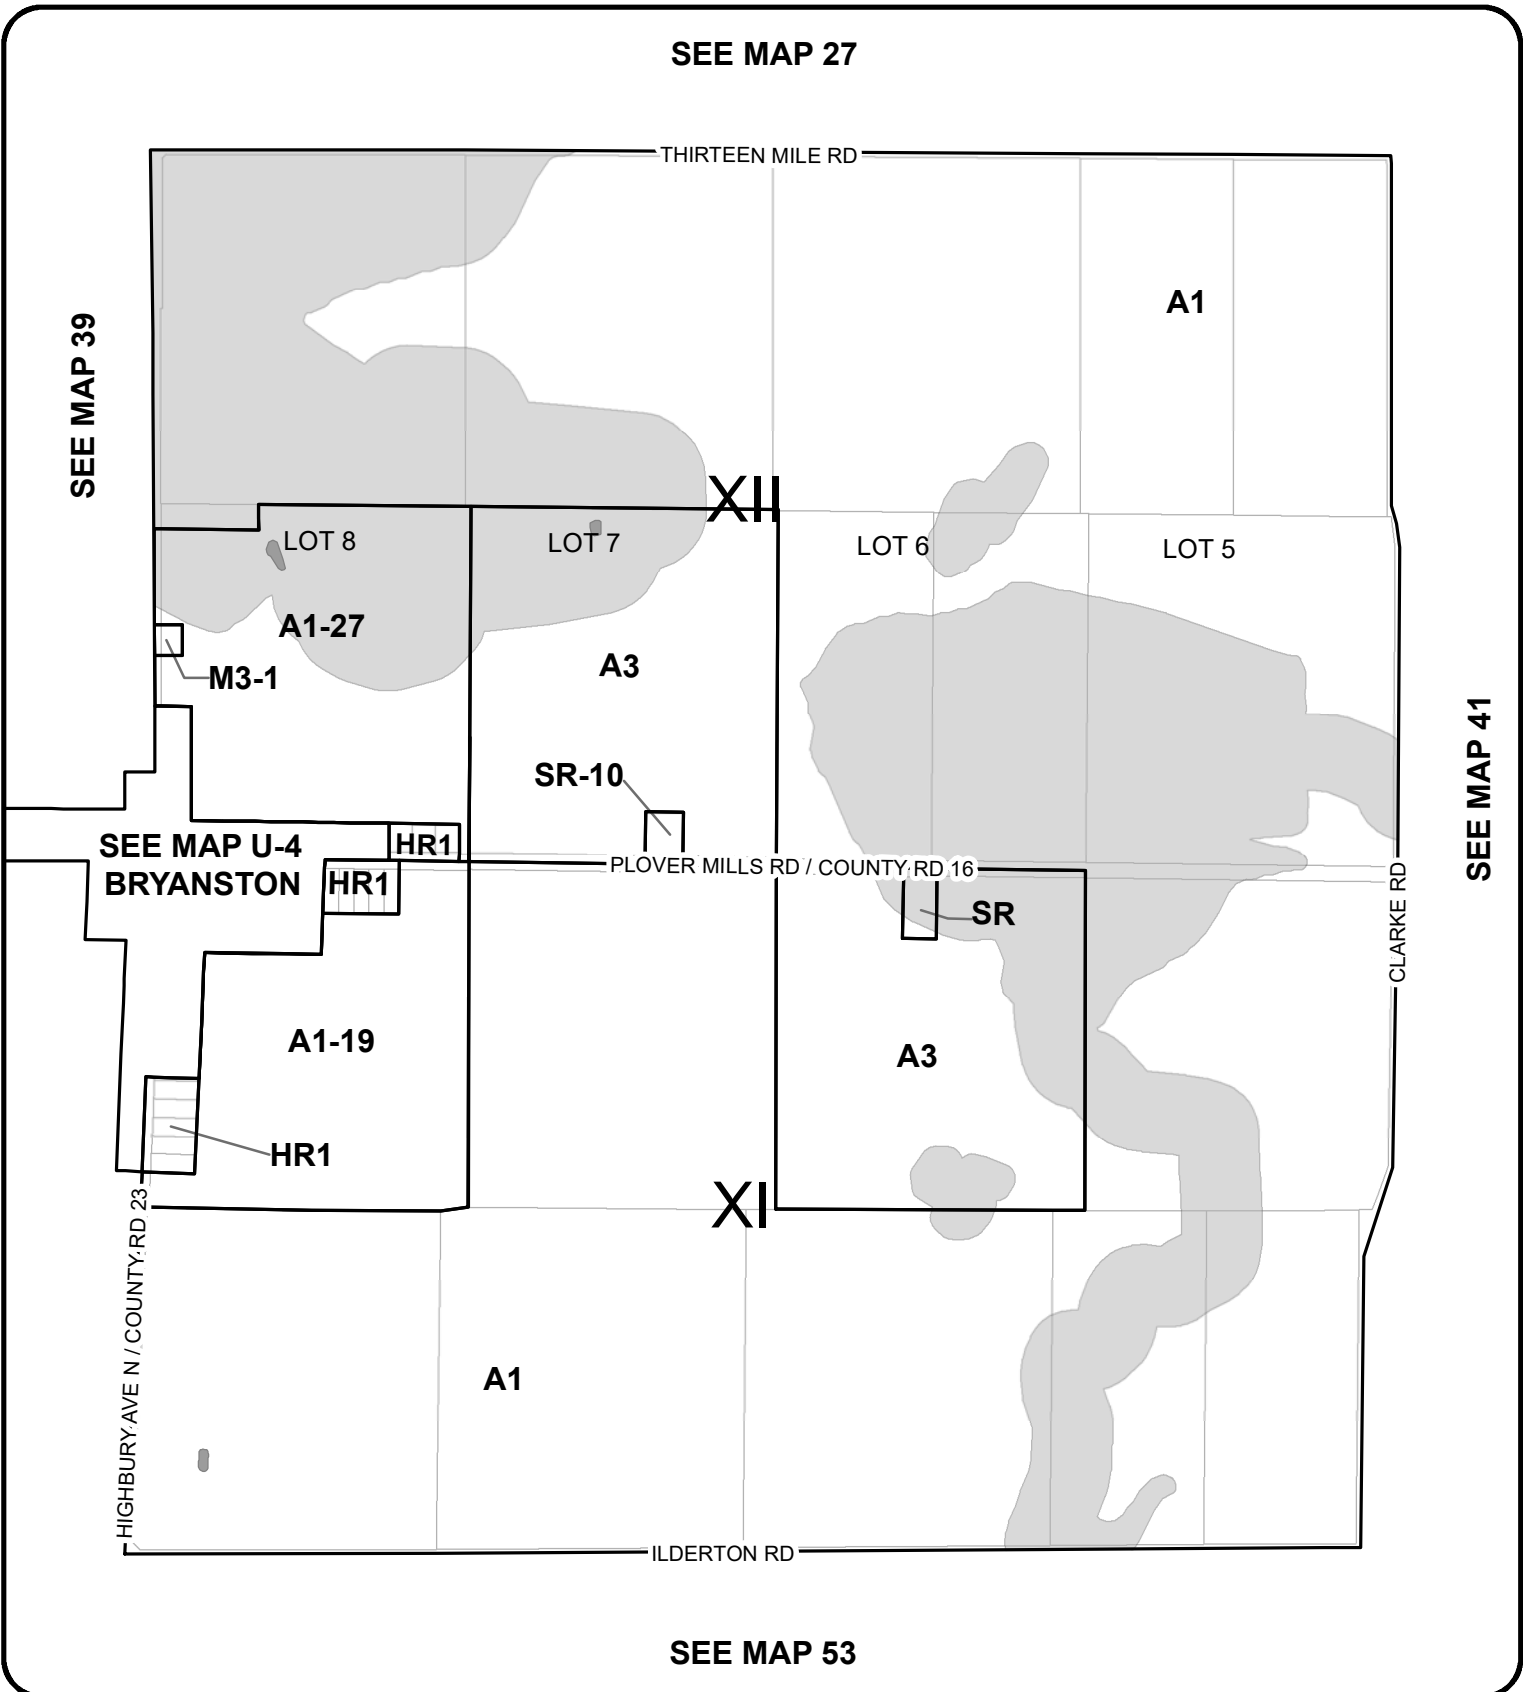 SEE MAP 27
THIRTEEN MILE RD
A1
SEE MAP 39
XII
LOT 8
LOT 7
LOT 6
LOT 5
A1-27
A3
M3-1
SR-10
SEE MAP 41
SEE MAP U-4
BRYANSTON
HR1
HR1
PLOVER MILLS RD / COUNTY RD 16
SR
CLARKE RD
A1-19
A3
HR1
XI
HIGHBURY AVE N / COUNTY RD 23
A1
ILDERTON RD
SEE MAP 53